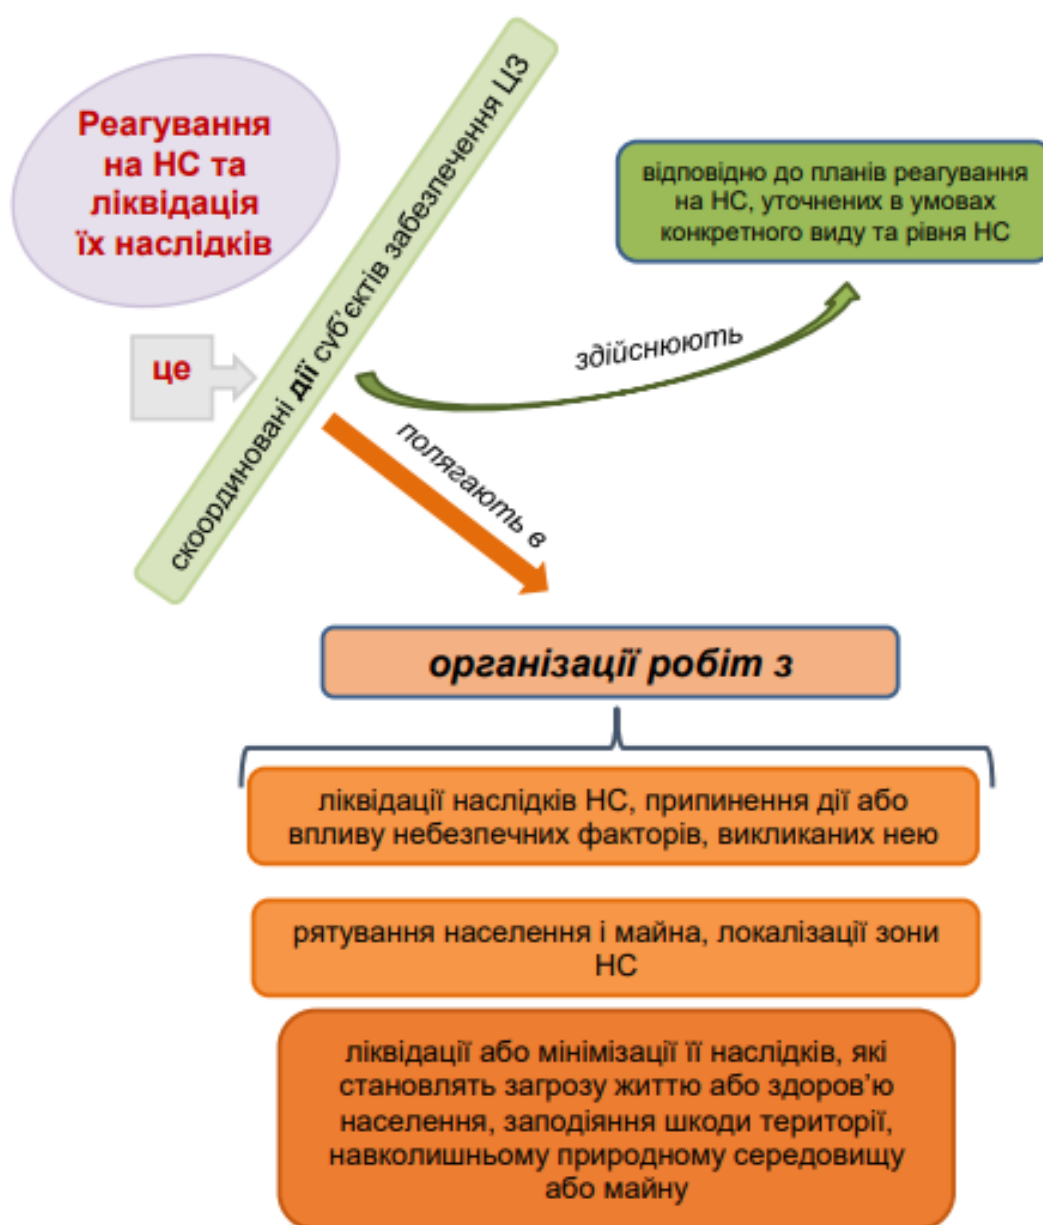 Реагування
на НС та
ліквідація
їх наслідків
це
скоординовані дії суб’єктів забезпечення ЦЗ
здійснюють
відповідно до планів реагування
на НС, уточнених в умовах
конкретного виду та рівня НС
полягають в
організації робіт з
ліквідації наслідків НС, припинення дії або
впливу небезпечних факторів, викликаних нею
рятування населення і майна, локалізації зони
НС
ліквідації або мінімізації її наслідків, які
становлять загрозу життю або здоров’ю
населення, заподіяння шкоди території,
навколишньому природному середовищу
або майну